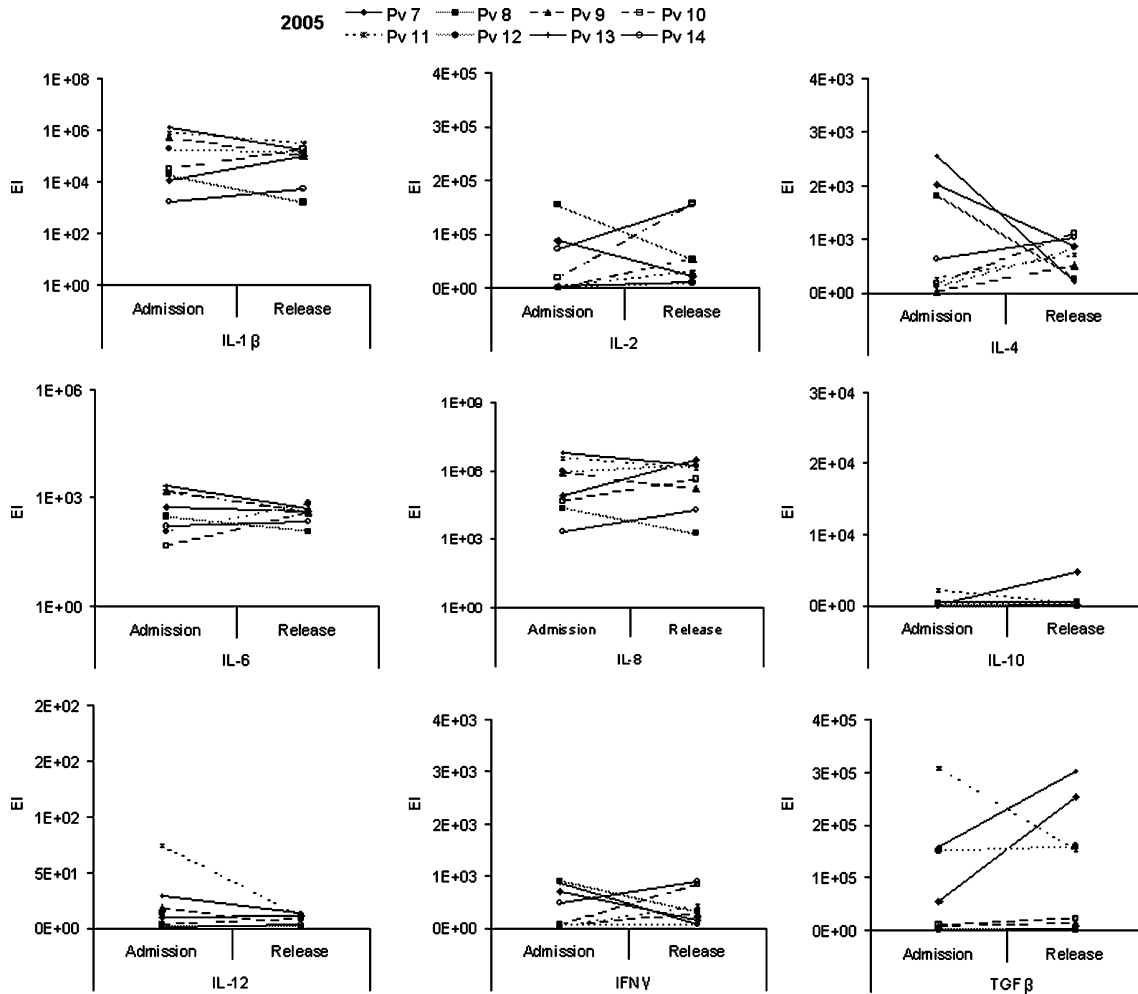 2005
Pv 7 Pv 8 Pv 9 Pv 10
Pv 11 Pv 12 Pv 13 Pv 14
1E+08
1E+06
1E+04
1E+02
1E+00
EI
Admission Release
IL-1 β
4E+05
3E+05
2E+05
1E+05
0E+00
EI
Admission Release
IL-2
4E+03
3E+03
2E+03
1E+03
0E+00
EI
Admission Release
IL-4
1E+06
1E+03
1E+00
EI
Admission Release
IL-6
1E+09
1E+06
1E+03
1E+00
EI
Admission Release
IL-8
3E+04
2E+04
1E+04
0E+00
EI
Admission Release
IL-10
2E+02
2E+02
1E+02
5E+01
0E+00
EI
Admission Release
IL-12
4E+03
3E+03
2E+03
1E+03
0E+00
EI
Admission Release
IFNγ
4E+05
3E+05
2E+05
1E+05
0E+00
EI
Admission Release
TGFβ